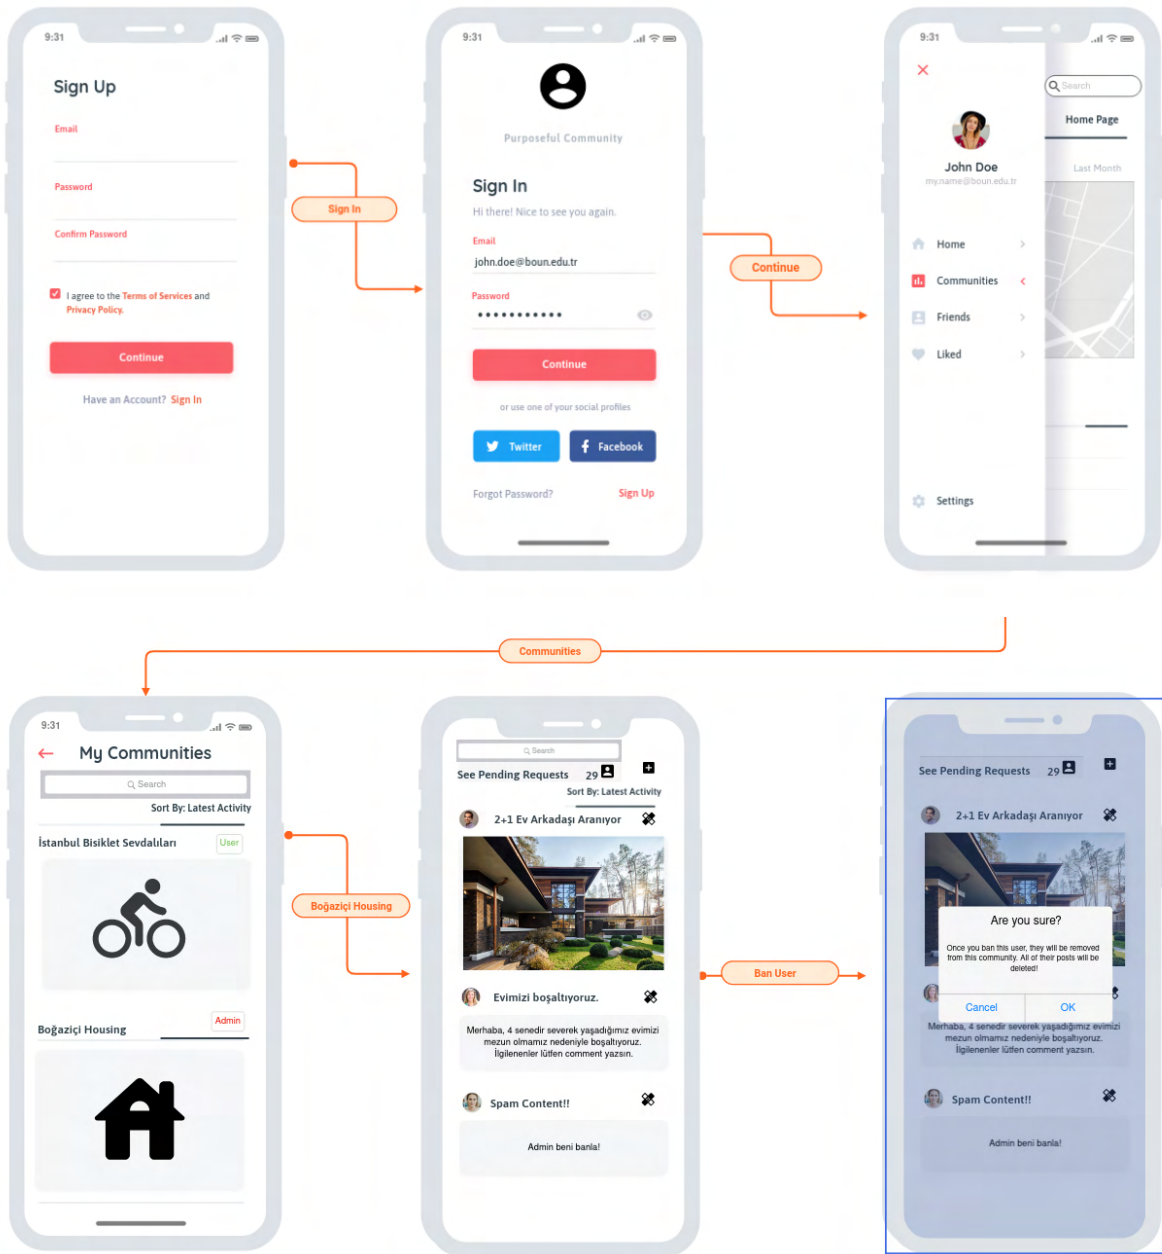 9:31
Sign Up
Email
Password
Confirm Password
I agree to the Terms of Services and
Privacy Policy.
Continue
Have an Account? Sign In
Sign In
9:31
Purposeful Community
Sign In
Hi there! Nice to see you again.
Email
john.doe@boun.edu.tr
Password
Continue
or use one of your social profiles
Twitter
Facebook
Forgot Password?
Sign Up
Continue
9:31
Search
Home Page
Last Month
John Doe
my.name@boun.edu.tr
Home
Communities
Friends
Liked
Settings
Communities
9:31
My Communities
Search
Sort By: Latest Activity
İstanbul Bisiklet Sevdalıları
User
Boğaziçi Housing
Admin
Boğaziçi Housing
Search
See Pending Requests 29
Sort By: Latest Activity
2+1 Ev Arkadaşı Aranıyor
Evimizi boşaltıyoruz.
Merhaba, 4 senedir severek yaşadığımız evimizi
mezun olmamız nedeniyle boşaltıyoruz.
İlgilenenler lütfen comment yazsın.
Spam Content!!
Admin beni banla!
Ban User
See Pending Requests 29
2+1 Ev Arkadaşı Aranıyor
Are you sure?
Once you ban this user, they will be removed
from this community. All of their posts will be
deleted!
Cancel
OK
Merhaba, 4 senedir severek yaşadığımız evimizi
mezun olmamız nedeniyle boşaltıyoruz.
İlgilenenler lütfen comment yazsın.
Spam Content!!
Admin beni banla!